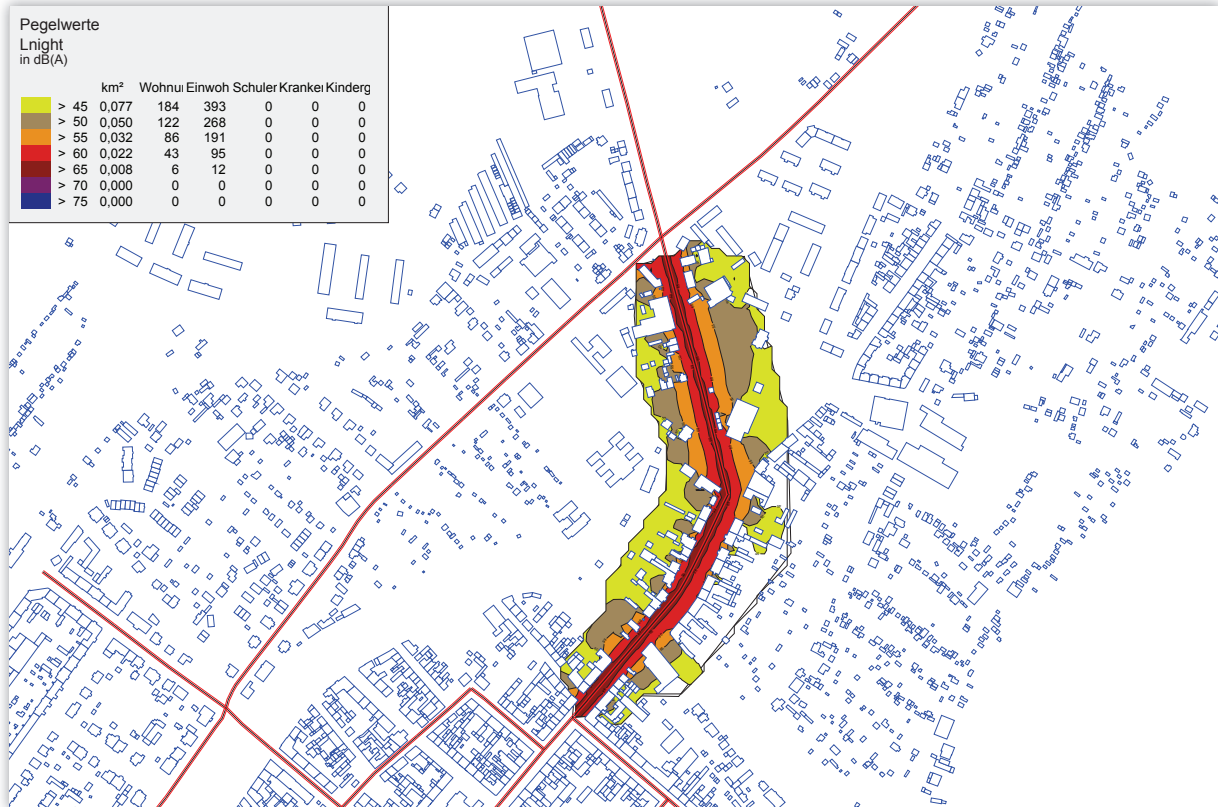 Pegelwerte
Lnight
in dB(A)
km² Wohnu Einwoh Schuler Kranke Kinderg
> 45 0,077 184 393 0 0 0
> 50 0,050 122 268 0 0 0
> 55 0,032 86 191 0 0 0
> 60 0,022 43 95 0 0 0
> 65 0,008 6 12 0 0 0
> 70 0,000 0 0 0 0 0
> 75 0,000 0 0 0 0 0